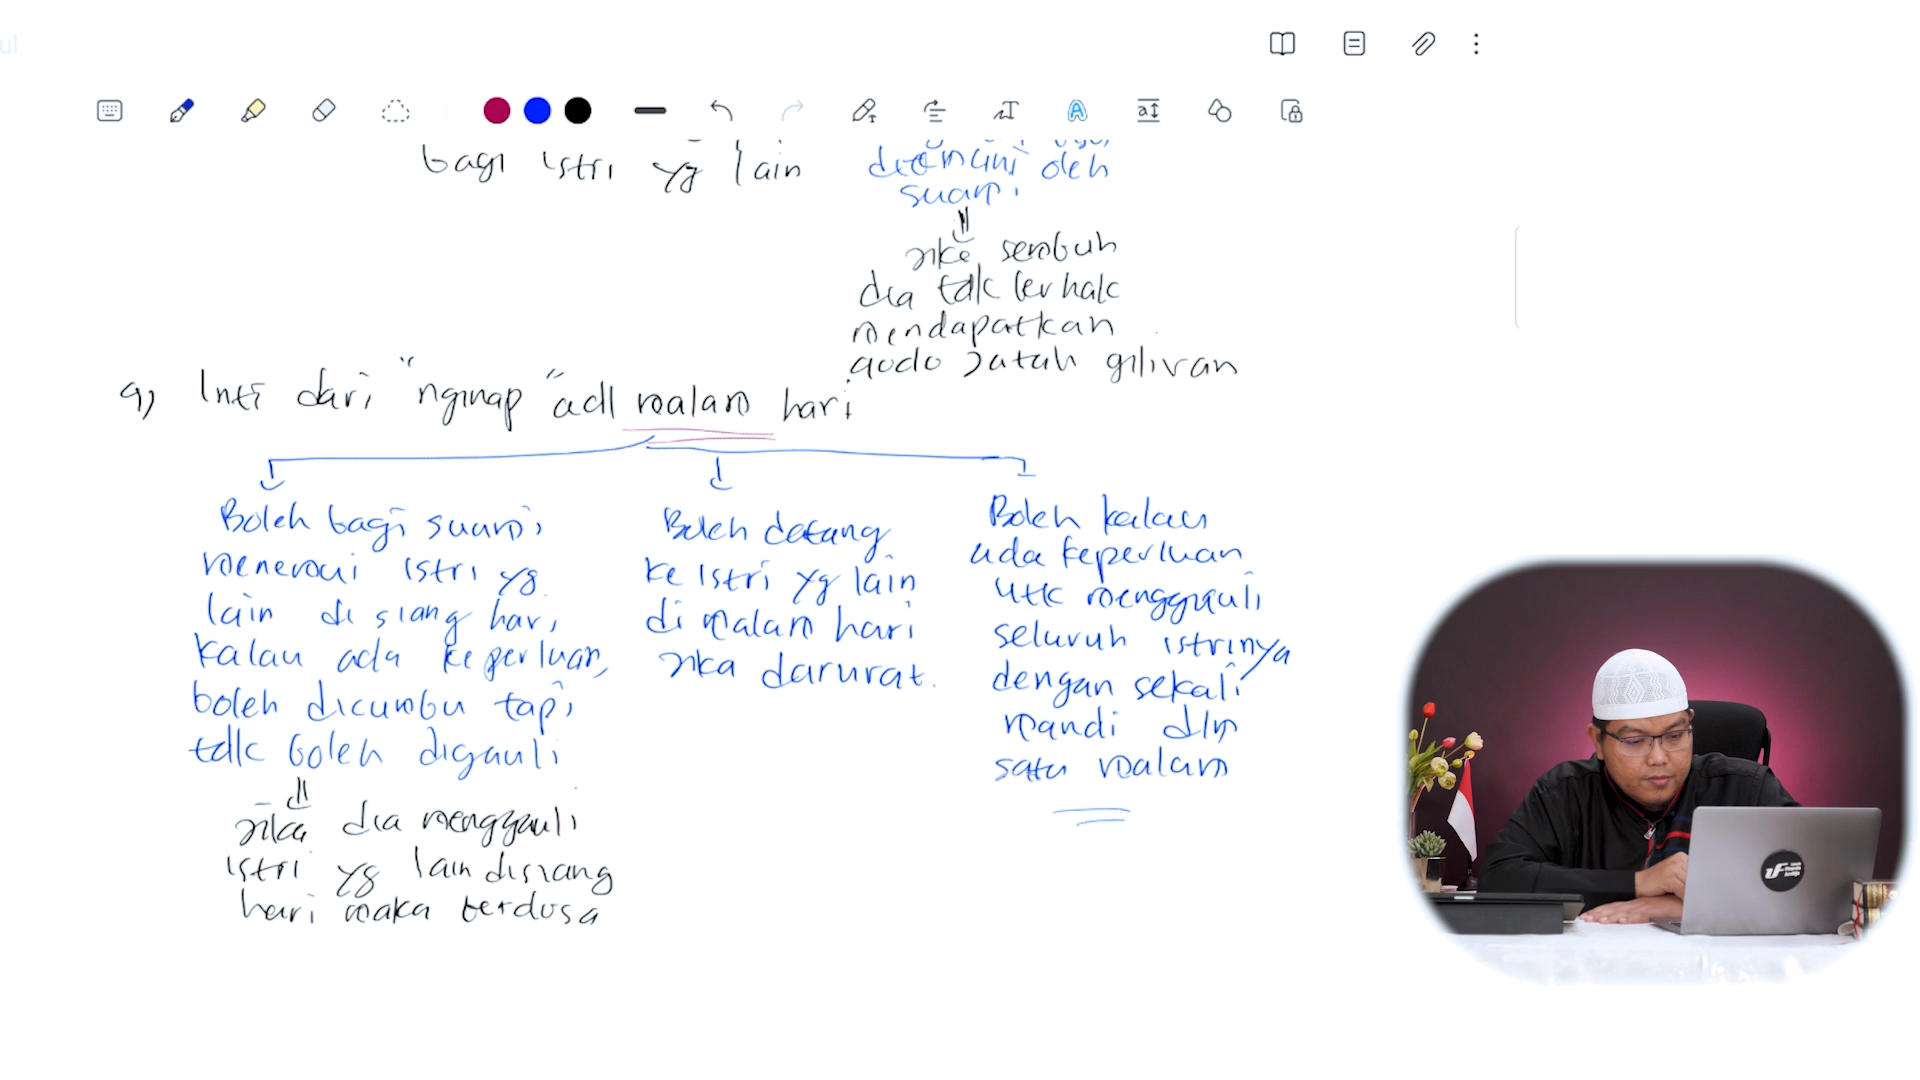 bagi istri yg lain
ditemani oleh
suami
jika sembuh
dia tdk berhak
mendapatkan
qodo jatah giliran
9) Inti dari "nginap" adl malam hari
Boleh bagi suami
menemui istri yg
lain di siang hari
kalau ada keperluan,
boleh dicumbu tapi
tdk boleh digauli
jika dia menggauli
istri yg lain disiang
hari maka berdosa
Boleh datang
ke istri yg lain
di malam hari
jika darurat.
Boleh kalau
ada keperluan
utk menggauli
seluruh istrinya
dengan sekali
mandi dlm
satu malam